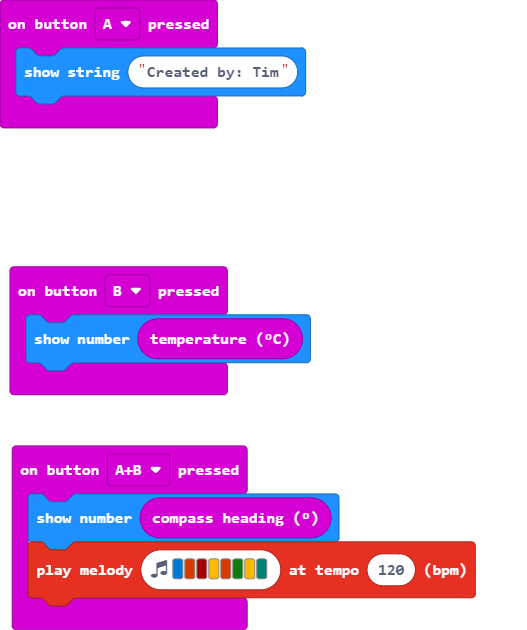 on button A pressed
show string "Created by: Tim"
on button B pressed
show number temperature (ºC)
on button A+B pressed
show number compass heading (º)
play melody at tempo 120 (bpm)